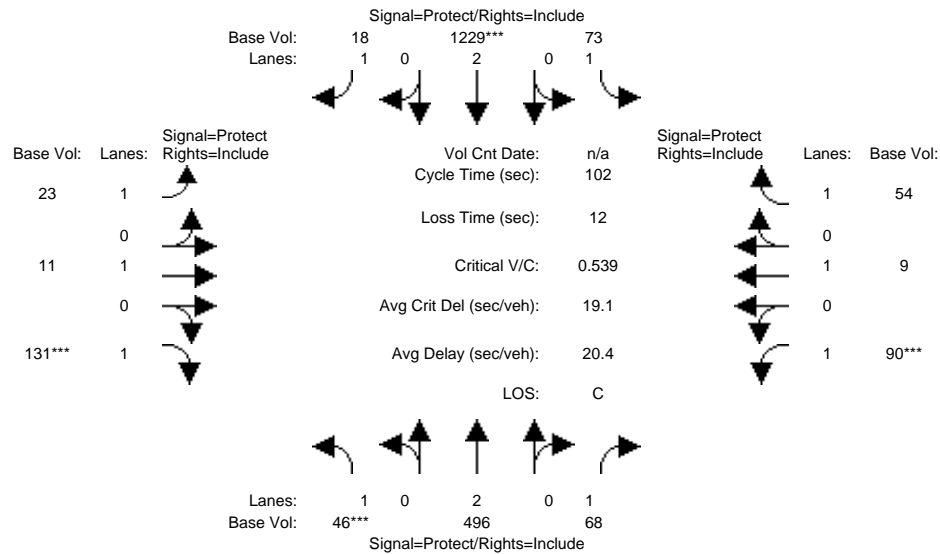 Signal=Protect/Rights=Include
Base Vol: 18 1229*** 73
Lanes: 1 0 2 0 1
Signal=Protect
Base Vol: Lanes: Rights=Include
Vol Cnt Date: n/a
Signal=Protect
Rights=Include Lanes: Base Vol:
Cycle Time (sec): 102
23 1
1 54
Loss Time (sec): 12
0
0
11 1
Critical V/C: 0.539
1 9
0
Avg Crit Del (sec/veh): 19.1
0
131*** 1
Avg Delay (sec/veh): 20.4
1 90***
LOS: C
Lanes: 1 0 2 0 1
Base Vol: 46*** 496 68
Signal=Protect/Rights=Include